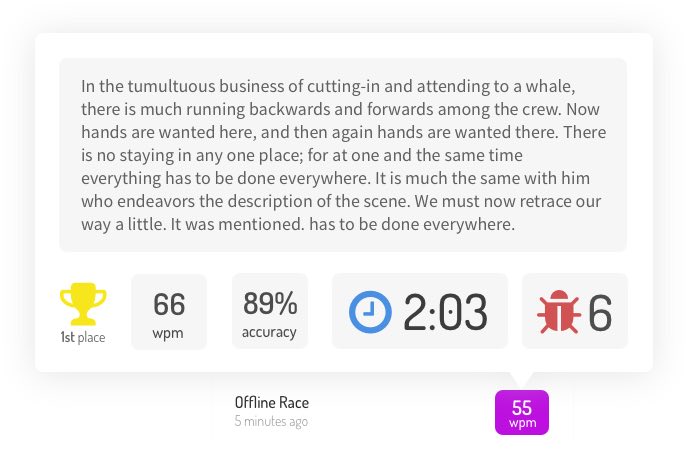 In the tumultuous business of cutting-in and attending to a whale,
there is much running backwards and forwards among the crew. Now
hands are wanted here, and then again hands are wanted there. There
is no staying in any one place; for at one and the same time
everything has to be done everywhere. It is much the same with him
who endeavors the description of the scene. We must now retrace our
way a little. It was mentioned. has to be done everywhere.
1st place
66
wpm
89%
accuracy
2:03
6
Offline Race
5 minutes ago
55
wpm